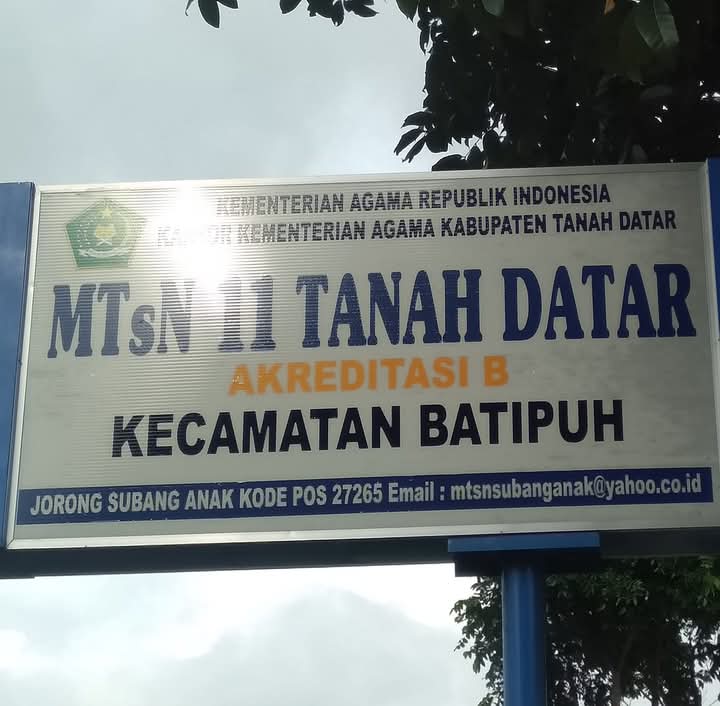 KEMENTERIAN AGAMA REPUBLIK INDONESIA
KANTOR KEMENTERIAN AGAMA KABUPATEN TANAH DATAR
MTsN 11 TANAH DATAR
AKREDITASI B
KECAMATAN BATIPUH
JORONG SUBANG ANAK KODE POS 27265 Email : mtsnsubanganak@yahoo.co.id